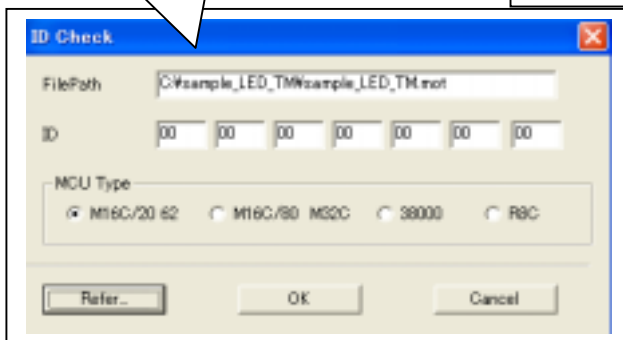 ID Check
FilePath C:¥sample_LED_TM¥sample_LED_TM.mot
ID 00 00 00 00 00 00 00
MCU Type
M16C/20 62 M16C/80 M32C 38000 R8C
Refer... OK Cancel